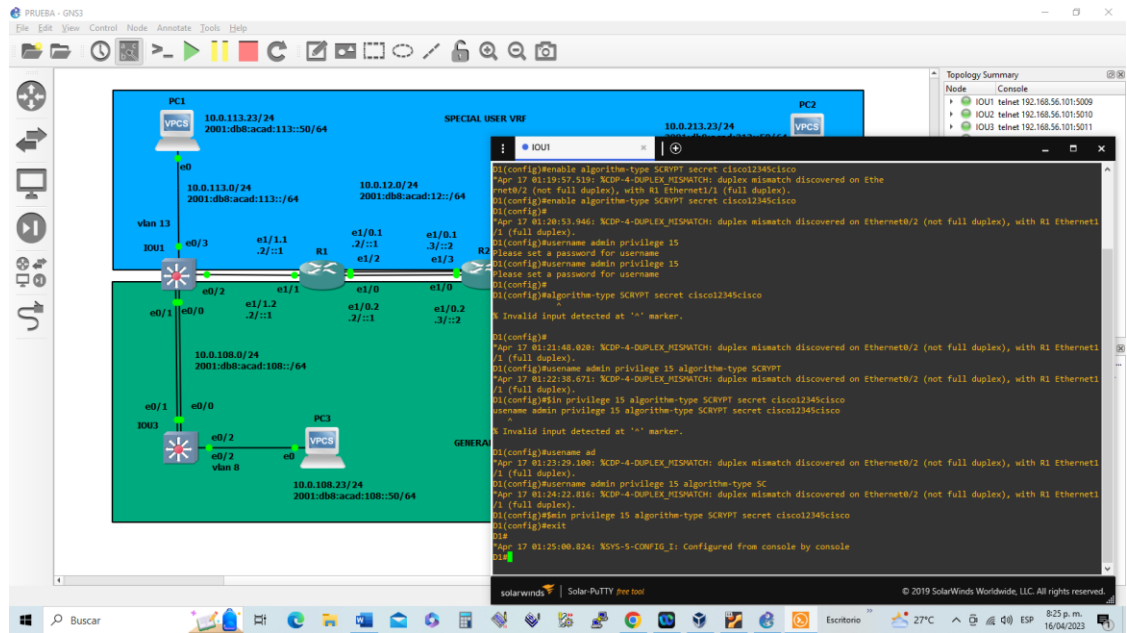 PRUEBA - GNS3
File Edit View Control Node Annotate Tools Help
Topology Summary
Node Console
IOU1 telnet 192.168.56.101:5009
IOU2 telnet 192.168.56.101:5010
IOU3 telnet 192.168.56.101:5011
PC1
VPCS
10.0.113.23/24
2001:db8:acad:113::50/64
SPECIAL USER VRF
PC2
10.0.213.23/24
VPCS
e0
10.0.113.0/24
2001:db8:acad:113::/64
10.0.12.0/24
2001:db8:acad:12::/64
vlan 13
IOU1
e0/3
e1/1.1
.2/::1
R1
e1/0.1
.2/::1
e1/2
e1/0.1
.3/::2
e1/3
R2
e0/2
e1/1
e1/0
e1/0
e0/1
e0/0
e1/1.2
.2/::1
e1/0.2
.2/::1
e1/0.2
.3/::2
10.0.108.0/24
2001:db8:acad:108::/64
e0/1
e0/0
IOU3
PC3
VPCS
e0/2
e0/2
vlan 8
e0
GENERAL
10.0.108.23/24
2001:db8:acad:108::50/64
IOU1
D1(config)#enable algorithm-type SCRYPT secret cisco12345cisco
*Apr 17 01:19:57.519: %CDP-4-DUPLEX_MISMATCH: duplex mismatch discovered on Ethe
rnet0/2 (not full duplex), with R1 Ethernet1/1 (full duplex).
D1(config)#enable algorithm-type SCRYPT secret cisco12345cisco
D1(config)#
*Apr 17 01:20:53.946: %CDP-4-DUPLEX_MISMATCH: duplex mismatch discovered on Ethernet0/2 (not full duplex), with R1 Ethernet1
/1 (full duplex).
D1(config)#username admin privilege 15
Please set a password for username
D1(config)#username admin privilege 15
Please set a password for username
D1(config)#
D1(config)#algorithm-type SCRYPT secret cisco12345cisco
^
% Invalid input detected at '^' marker.
D1(config)#
*Apr 17 01:21:48.020: %CDP-4-DUPLEX_MISMATCH: duplex mismatch discovered on Ethernet0/2 (not full duplex), with R1 Ethernet1
/1 (full duplex).
D1(config)#usename admin privilege 15 algorithm-type SCRYPT
*Apr 17 01:22:38.671: %CDP-4-DUPLEX_MISMATCH: duplex mismatch discovered on Ethernet0/2 (not full duplex), with R1 Ethernet1
/1 (full duplex).
D1(config)#$in privilege 15 algorithm-type SCRYPT secret cisco12345cisco
usename admin privilege 15 algorithm-type SCRYPT secret cisco12345cisco
^
% Invalid input detected at '^' marker.
D1(config)#usename ad
*Apr 17 01:23:29.100: %CDP-4-DUPLEX_MISMATCH: duplex mismatch discovered on Ethernet0/2 (not full duplex), with R1 Ethernet1
/1 (full duplex).
D1(config)#username admin privilege 15 algorithm-type SC
*Apr 17 01:24:22.816: %CDP-4-DUPLEX_MISMATCH: duplex mismatch discovered on Ethernet0/2 (not full duplex), with R1 Ethernet1
/1 (full duplex).
D1(config)#$min privilege 15 algorithm-type SCRYPT secret cisco12345cisco
D1(config)#exit
D1#
*Apr 17 01:25:00.824: %SYS-5-CONFIG_I: Configured from console by console
D1#
solarwinds Solar-PuTTY free tool
© 2019 SolarWinds Worldwide, LLC. All rights reserved.
Buscar
Escritorio
27°C
ESP
8:25 p. m.
16/04/2023